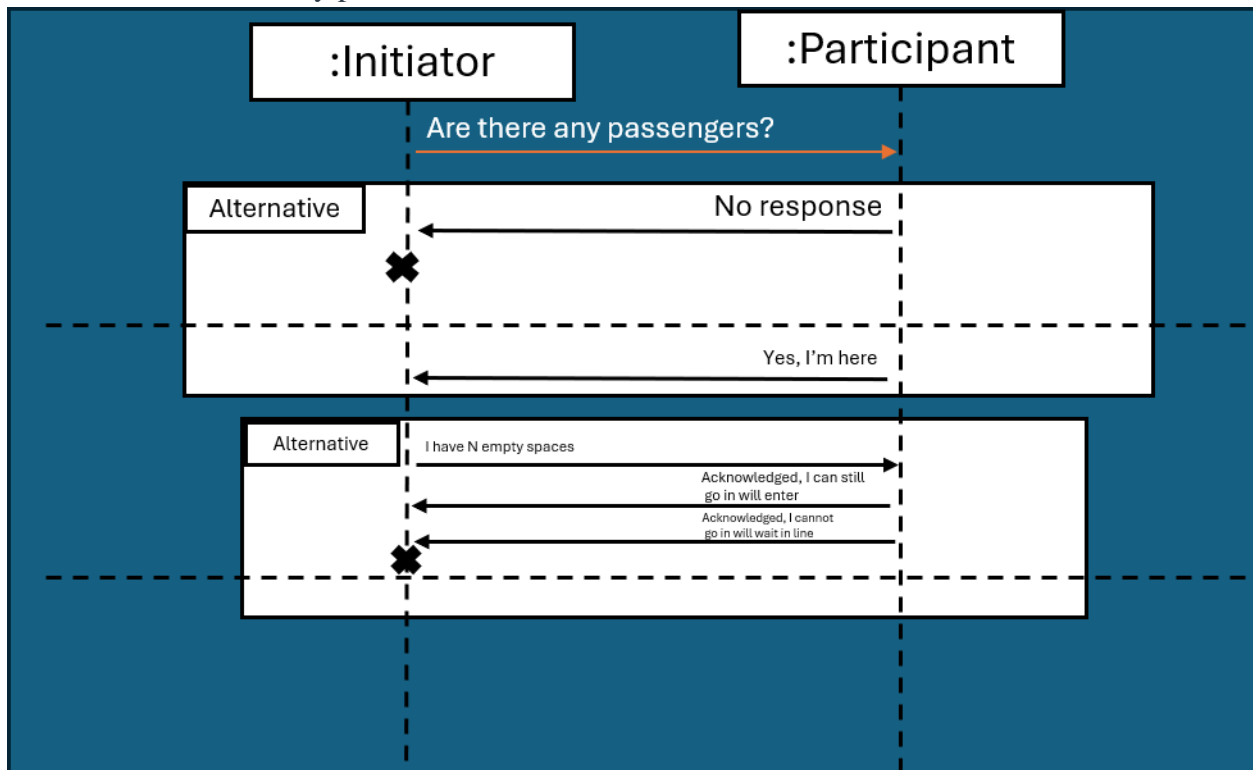 :Initiator
:Participant
Are there any passengers?
Alternative
No response
Yes, I'm here
Alternative
I have N empty spaces
Acknowledged, I can still
go in will enter
Acknowledged, I cannot
go in will wait in line